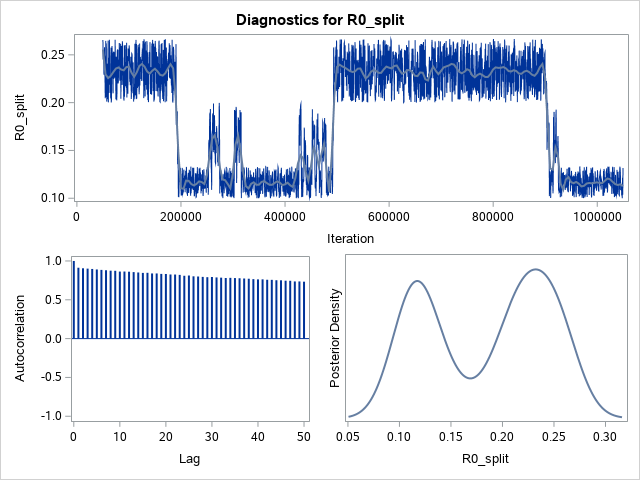 Diagnostics for R0_split
R0_split
0.25
0.20
0.15
0.10
0 200000 400000 600000 800000 1000000
Iteration
Autocorrelation
1.0
0.5
0.0
-0.5
-1.0
0 10 20 30 40 50
Lag
Posterior Density
0.05 0.10 0.15 0.20 0.25 0.30
R0_split